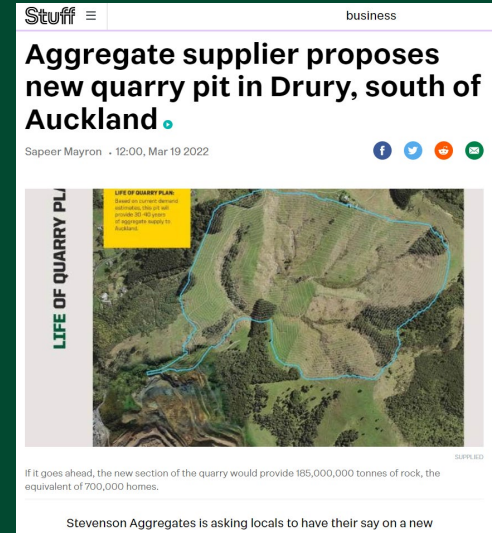 Stuff
business
Aggregate supplier proposes
new quarry pit in Drury, south of
Auckland
Sapeer Mayron • 12:00, Mar 19 2022
LIFE OF QUARRY PLAN:
Based on current demand
estimates, this pit will
provide 30-40 years
of aggregate supply to
Auckland.
LIFE OF QUARRY PLA
SUPPLIED
If it goes ahead, the new section of the quarry would provide 185,000,000 tonnes of rock, the
equivalent of 700,000 homes.
Stevenson Aggregates is asking locals to have their say on a new